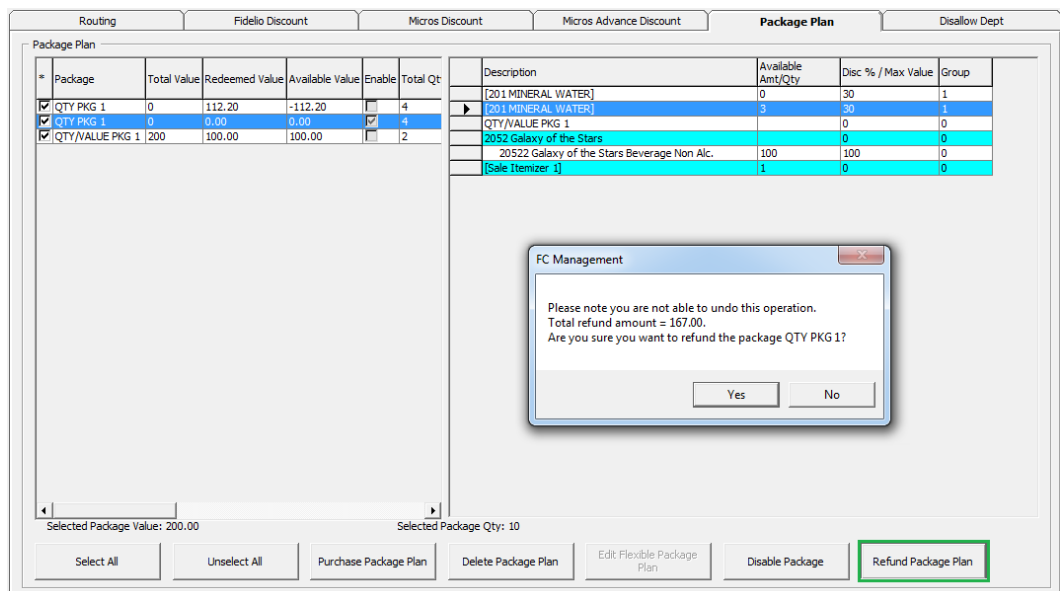 Routing Fidelio Discount Micros Discount Micros Advance Discount Package Plan Disallow Dept
Package Plan
* Package Total Value Redeemed Value Available Value Enable Total Qt
QTY PKG 1 0 112.20 -112.20 4
QTY PKG 1 0 0.00 0.00 4
QTY/VALUE PKG 1 200 100.00 100.00 2
Description Available Amt/Qty Disc % / Max Value Group
[201 MINERAL WATER] 0 30 1
[201 MINERAL WATER] 3 30 1
QTY/VALUE PKG 1 0 0
2052 Galaxy of the Stars 0 0
20522 Galaxy of the Stars Beverage Non Alc. 100 100 0
[Sale Itemizer 1] 1 0 0
FC Management
Please note you are not able to undo this operation.
Total refund amount = 167.00.
Are you sure you want to refund the package QTY PKG 1?
Yes No
Selected Package Value: 200.00 Selected Package Qty: 10
Select All Unselect All Purchase Package Plan Delete Package Plan Edit Flexible Package Plan Disable Package Refund Package Plan